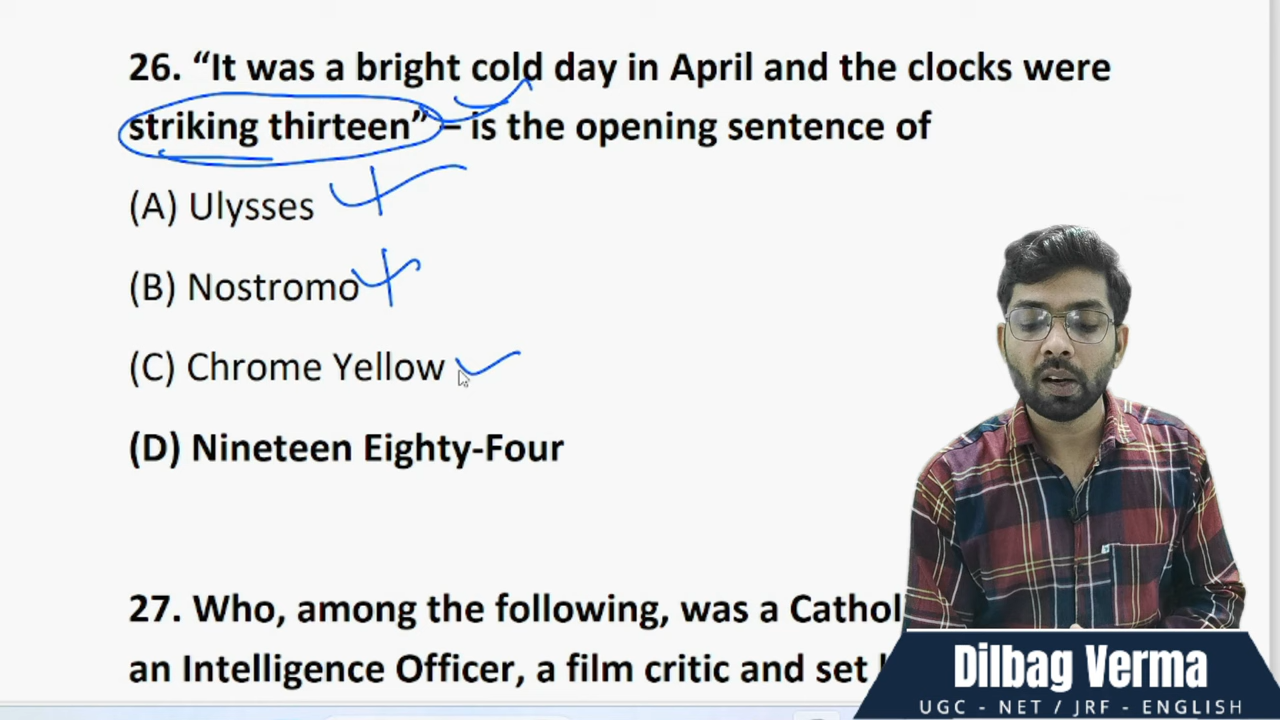 26. “It was a bright cold day in April and the clocks were
striking thirteen” – is the opening sentence of
(A) Ulysses
(B) Nostromo
(C) Chrome Yellow
(D) Nineteen Eighty-Four
27. Who, among the following, was a Cathol
an Intelligence Officer, a film critic and set
Dilbag Verma
UGC - NET / JRF - ENGLISH